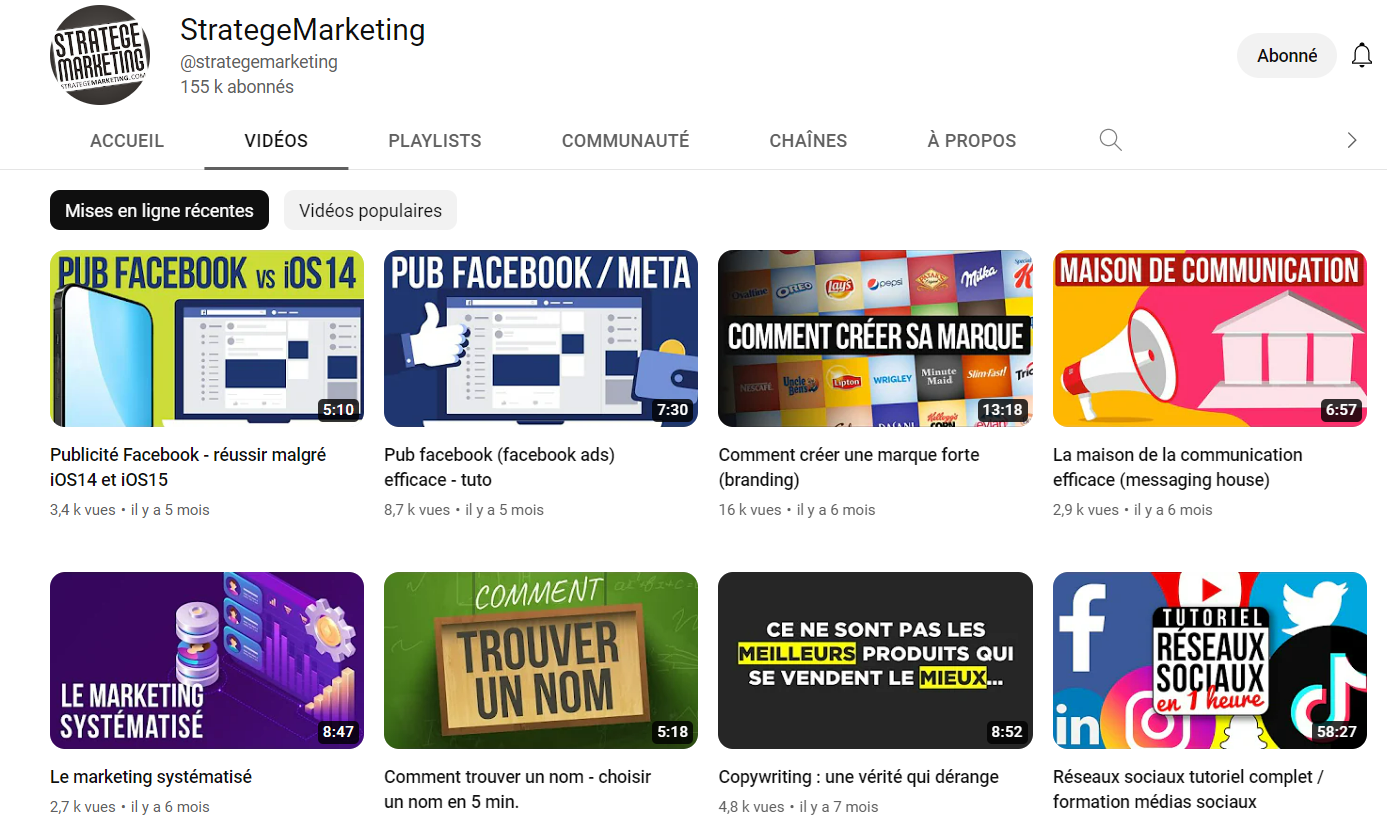 STRATEGE
MARKETING
STRATEGEMARKETING.COM
StrategeMarketing
@strategemarketing
155 k abonnés
Abonné
ACCUEIL
VIDÉOS
PLAYLISTS
COMMUNAUTÉ
CHAÎNES
À PROPOS
Mises en ligne récentes
Vidéos populaires
PUB FACEBOOK VS iOS14
5:10
Publicité Facebook - réussir malgré
iOS14 et iOS15
3,4 k vues • il y a 5 mois
PUB FACEBOOK / META
7:30
Pub facebook (facebook ads)
efficace - tuto
8,7 k vues • il y a 5 mois
Ovaltine OREO Lay's pepsi Milka
COMMENT CRÉER SA MARQUE
NESCAFÉ Uncle Ben's Lipton WRIGLEY Minute Maid Slim-Fast!
Kellogg's CORN DASANI evian
13:18
Comment créer une marque forte
(branding)
16 k vues • il y a 6 mois
MAISON DE COMMUNICATION
6:57
La maison de la communication
efficace (messaging house)
2,9 k vues • il y a 6 mois
LE MARKETING
SYSTÉMATISÉ
8:47
Le marketing systématisé
2,7 k vues • il y a 6 mois
COMMENT
TROUVER
UN NOM
5:18
Comment trouver un nom - choisir
un nom en 5 min.
CE NE SONT PAS LES
MEILLEURS PRODUITS QUI
SE VENDENT LE MIEUX...
8:52
Copywriting : une vérité qui dérange
4,8 k vues • il y a 7 mois
f
TUTORIEL
RÉSEAUX
SOCIAUX
en 1 heure
in
58:27
Réseaux sociaux tutoriel complet /
formation médias sociaux